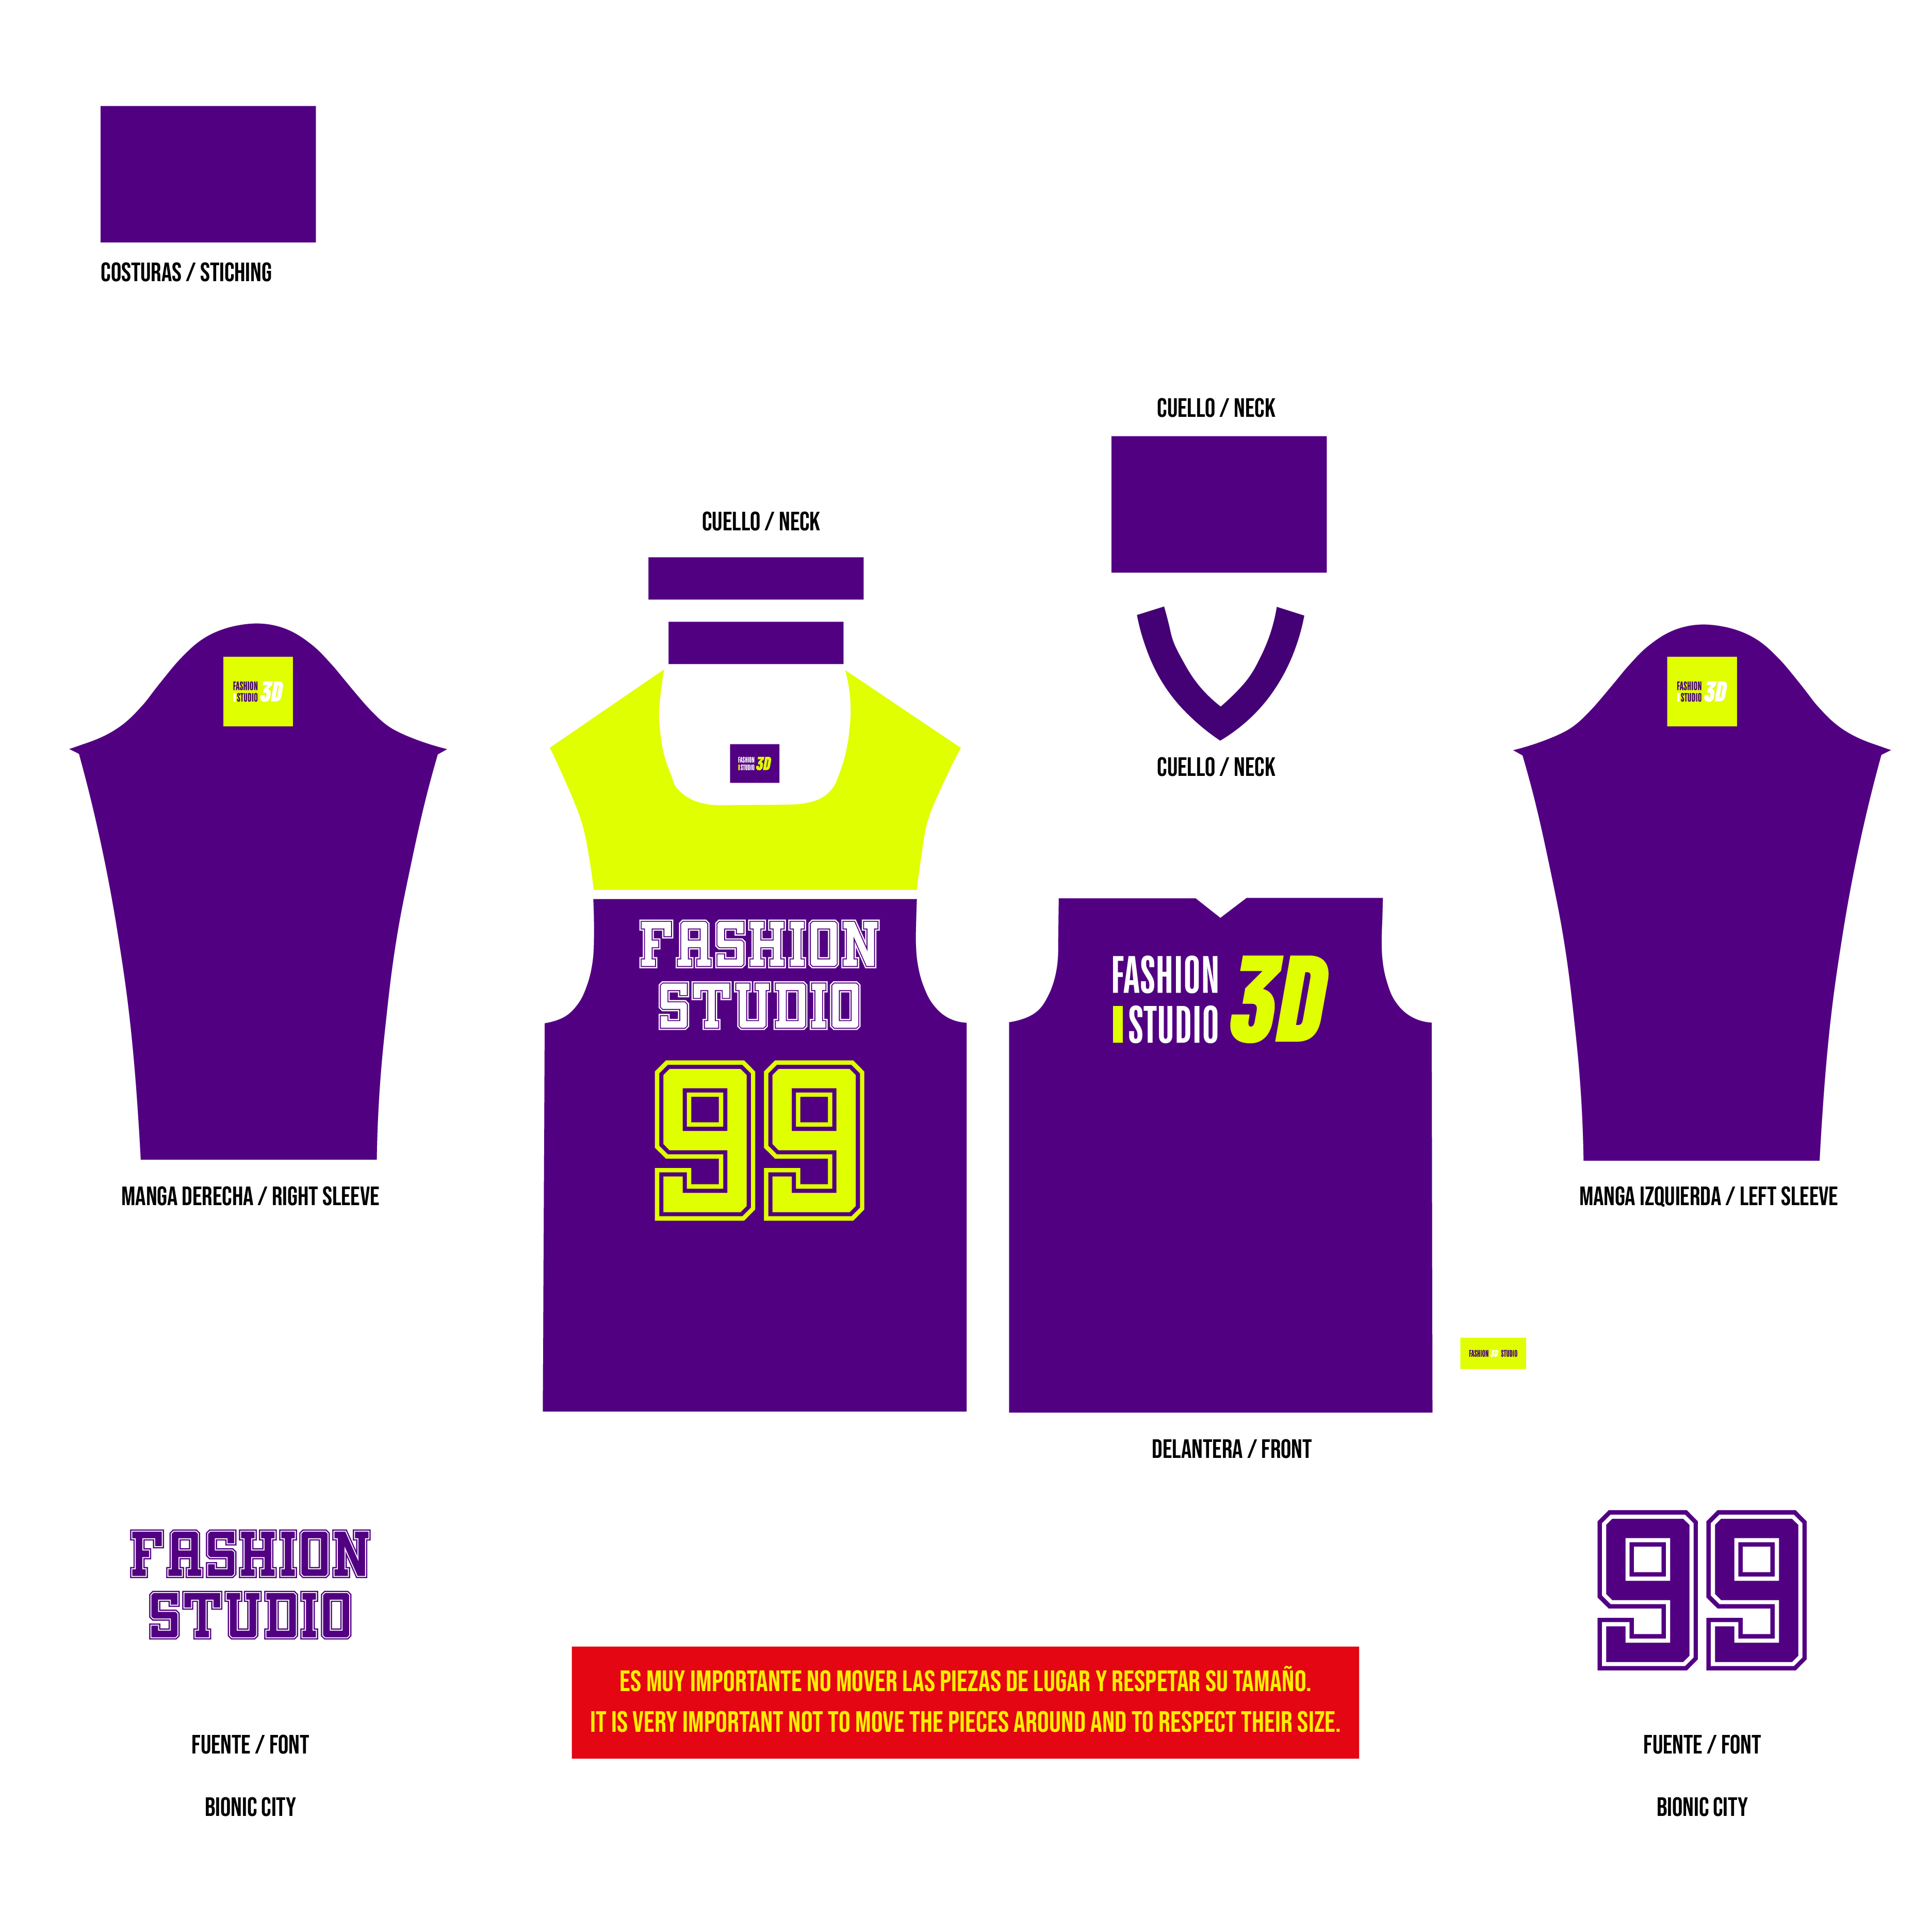 COSTURAS / STICHING
CUELLO / NECK
CUELLO / NECK
FASHION
STUDIO 3D
FASHION
STUDIO 3D
FASHION
STUDIO 3D
CUELLO / NECK
FASHION
STUDIO
99
FASHION
STUDIO 3D
MANGA DERECHA / RIGHT SLEEVE
MANGA IZQUIERDA / LEFT SLEEVE
FASHION 3D STUDIO
DELANTERA / FRONT
FASHION
STUDIO
99
ES MUY IMPORTANTE NO MOVER LAS PIEZAS DE LUGAR Y RESPETAR SU TAMAÑO.
IT IS VERY IMPORTANT NOT TO MOVE THE PIECES AROUND AND TO RESPECT THEIR SIZE.
FUENTE / FONT
BIONIC CITY
FUENTE / FONT
BIONIC CITY